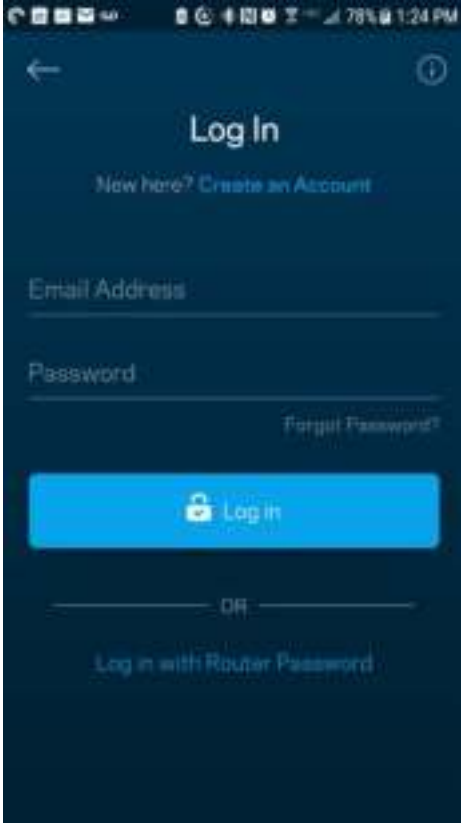 78% 1:24 PM
Log In
New here? Create an Account
Email Address
Password
Forgot Password?
Log in
OR
Log in with Router Password